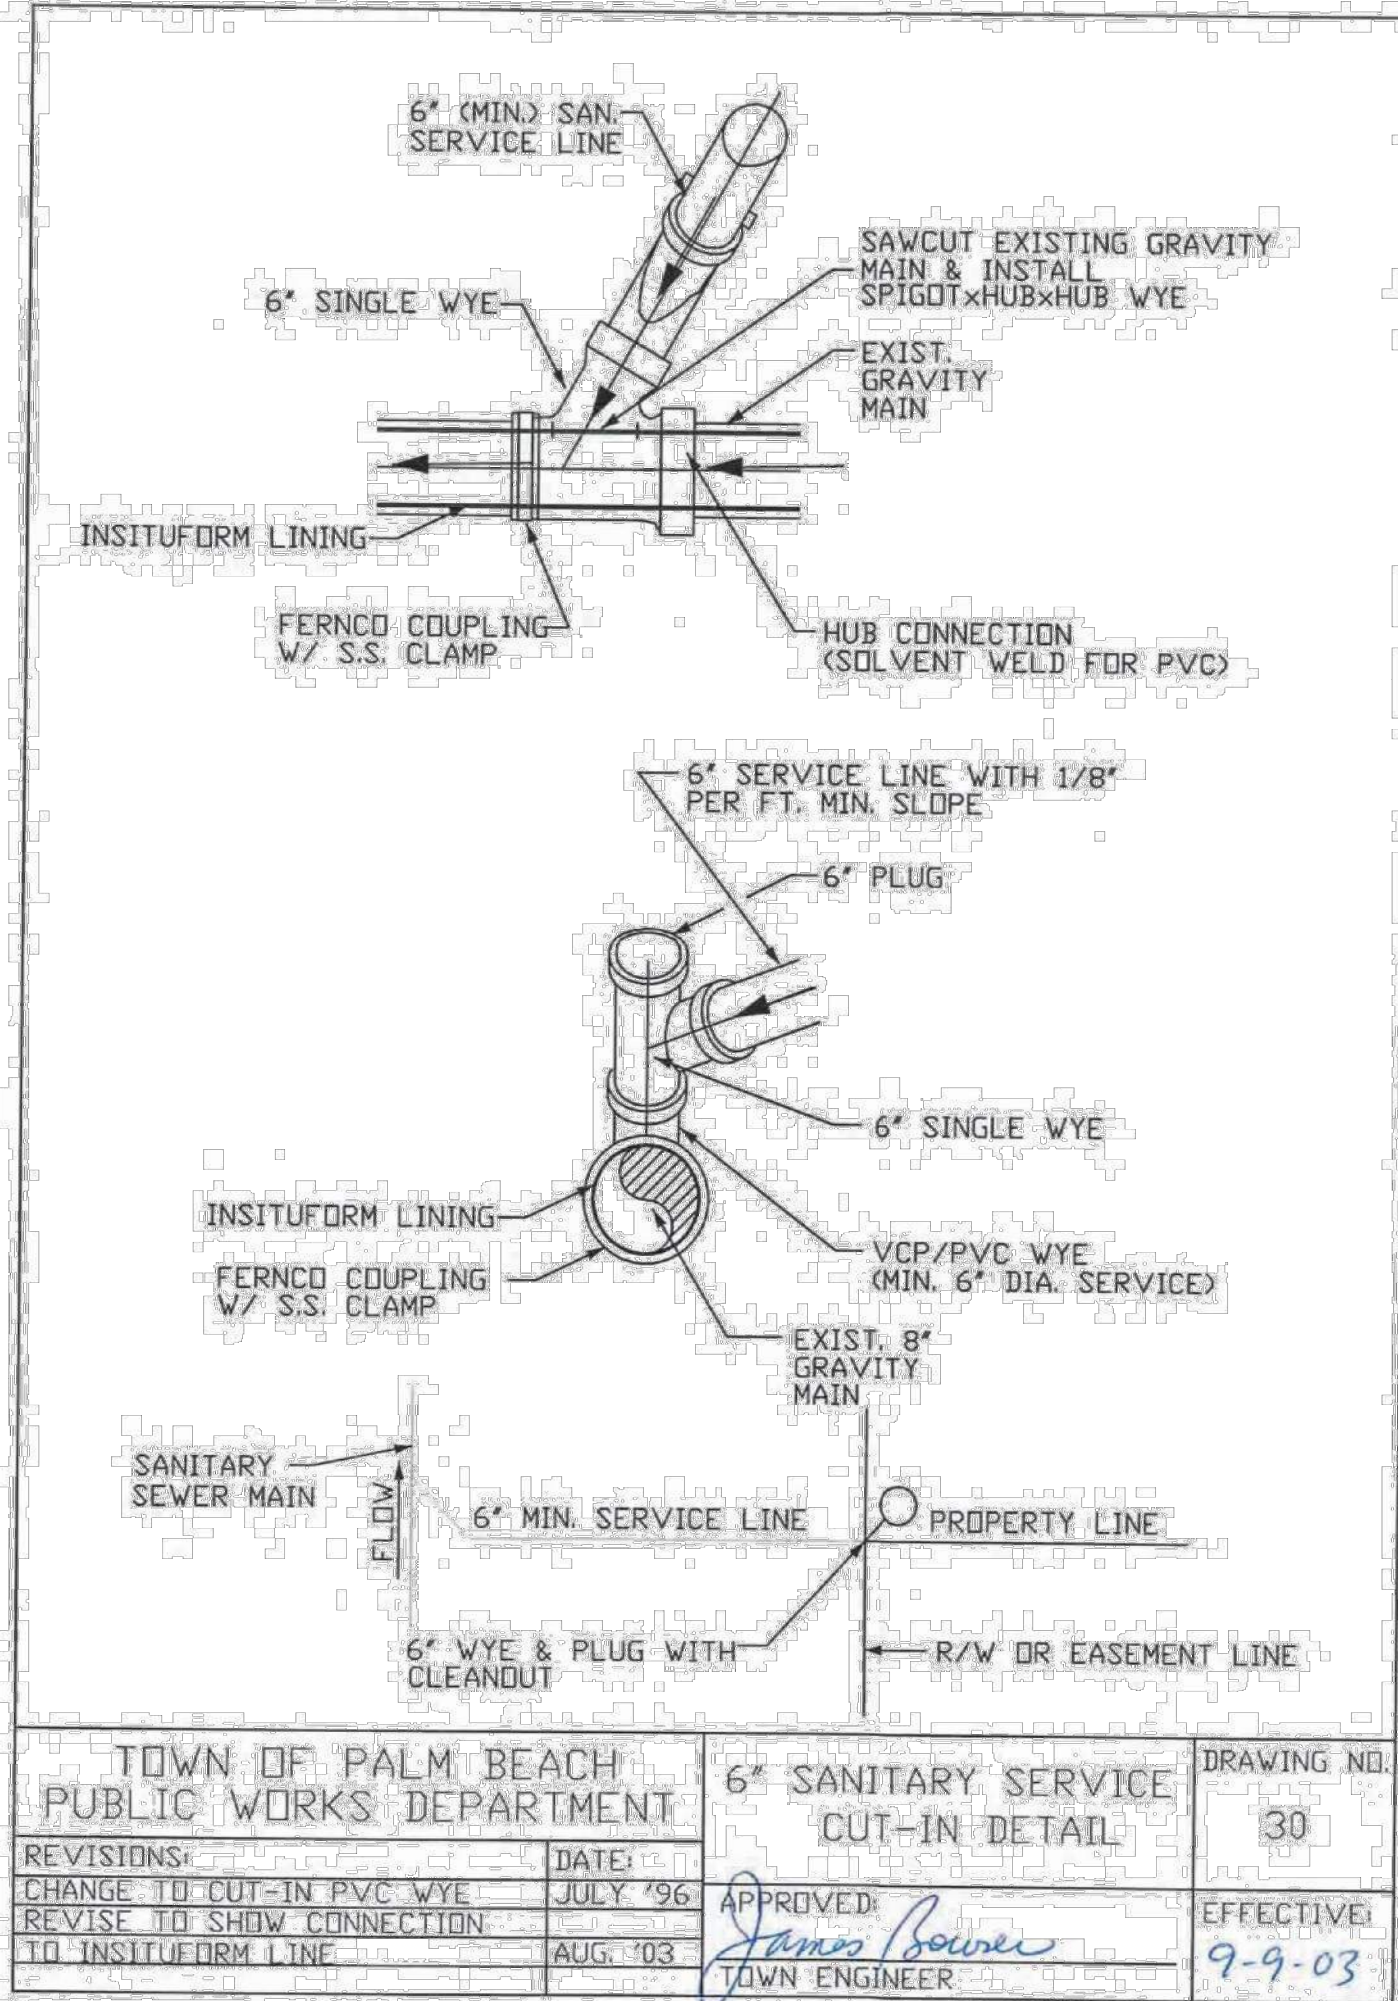 6" (MIN.) SAN.
SERVICE LINE
SAWCUT EXISTING GRAVITY
MAIN & INSTALL
SPIGOTxHUBxHUB WYE
6" SINGLE WYE
EXIST.
GRAVITY
MAIN
INSITUFORM LINING
FERNCO COUPLING
W/ S.S. CLAMP
HUB CONNECTION
(SOLVENT WELD FOR PVC)
6" SERVICE LINE WITH 1/8"
PER FT. MIN. SLOPE
6" PLUG
6" SINGLE WYE
INSITUFORM LINING
VCP/PVC WYE
(MIN. 6" DIA. SERVICE)
FERNCO COUPLING
W/ S.S. CLAMP
EXIST. 8"
GRAVITY
MAIN
SANITARY
SEWER MAIN
FLOW
6" MIN. SERVICE LINE
PROPERTY LINE
6" WYE & PLUG WITH
CLEANOUT
R/W OR EASEMENT LINE
TOWN OF PALM BEACH
PUBLIC WORKS DEPARTMENT
6" SANITARY SERVICE
CUT-IN DETAIL
DRAWING NO.
30
REVISIONS: DATE:
CHANGE TO CUT-IN PVC WYE JULY '96
REVISE TO SHOW CONNECTION
TO INSITUFORM LINE AUG. '03
APPROVED:
James Bowser
TOWN ENGINEER
EFFECTIVE:
9-9-03